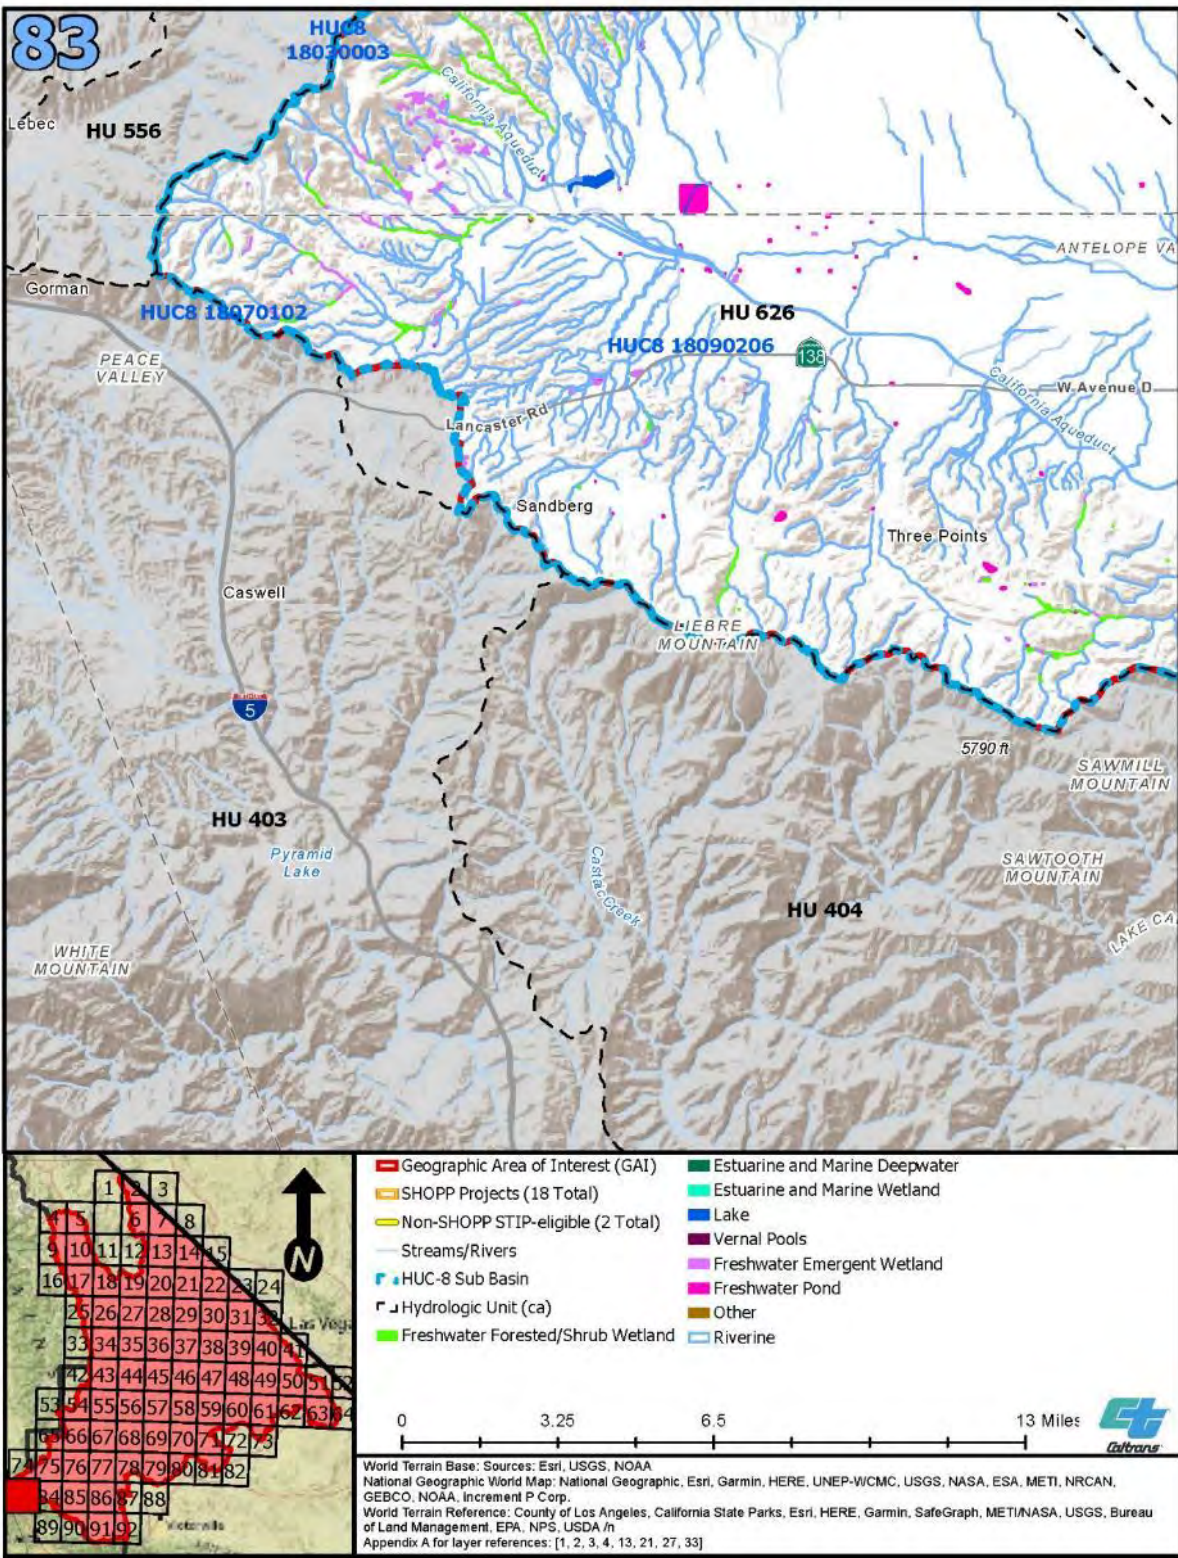 83
HUC8
18030003
California Aqueduct
Lebec
HU 556
ANTELOPE VA
Gorman
HUC8 18070102
HU 626
HUC8 18090206
138
PEACE
VALLEY
W Avenue D
California Aqueduct
Lancaster Rd
Sandberg
Three Points
Caswell
LIEBRE
MOUNTAIN
5
5790 ft
SAWMILL
MOUNTAIN
HU 403
Pyramid
Lake
Castaic Creek
SAWTOOTH
MOUNTAIN
HU 404
LAKE CA
WHITE
MOUNTAIN
1 2 3
4 5 6 7 8
9 10 11 12 13 14 15
16 17 18 19 20 21 22 23 24
25 26 27 28 29 30 31 32
Las Vega
33 34 35 36 37 38 39 40 41
42 43 44 45 46 47 48 49 50 51 52
53 54 55 56 57 58 59 60 61 62 63 64
65 66 67 68 69 70 71 72 73
74 75 76 77 78 79 80 81 82
84 85 86 87 88
89 90 91 92
Victorville
N
Geographic Area of Interest (GAI)
SHOPP Projects (18 Total)
Non-SHOPP STIP-eligible (2 Total)
Streams/Rivers
HUC-8 Sub Basin
Hydrologic Unit (ca)
Freshwater Forested/Shrub Wetland
Estuarine and Marine Deepwater
Estuarine and Marine Wetland
Lake
Vernal Pools
Freshwater Emergent Wetland
Freshwater Pond
Other
Riverine
0 3.25 6.5 13 Miles
Caltrans
World Terrain Base: Sources: Esri, USGS, NOAA
National Geographic World Map: National Geographic, Esri, Garmin, HERE, UNEP-WCMC, USGS, NASA, ESA, METI, NRCAN,
GEBCO, NOAA, Increment P Corp.
World Terrain Reference: County of Los Angeles, California State Parks, Esri, HERE, Garmin, SafeGraph, METI/NASA, USGS, Bureau
of Land Management, EPA, NPS, USDA /n
Appendix A for layer references: [1, 2, 3, 4, 13, 21, 27, 33]